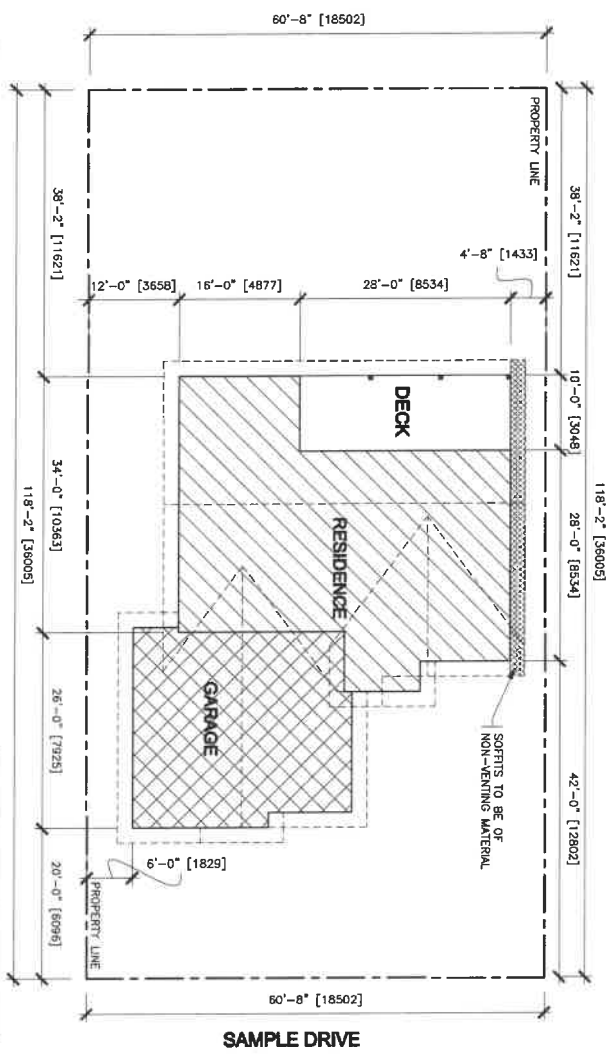 60'-8" [18502]
118'-2" [36005]
38'-2" [11621]
10'-0" [3048]
28'-0" [8534]
42'-0" [12802]
PROPERTY LINE
4'-8" [1433]
12'-0" [3658]
16'-0" [4877]
28'-0" [8534]
DECK
RESIDENCE
GARAGE
SOFFITS TO BE OF
NON-VENTING MATERIAL
6'-0" [1829]
PROPERTY LINE
38'-2" [11621]
34'-0" [10363]
26'-0" [7925]
20'-0" [6096]
118'-2" [36005]
60'-8" [18502]
SAMPLE DRIVE